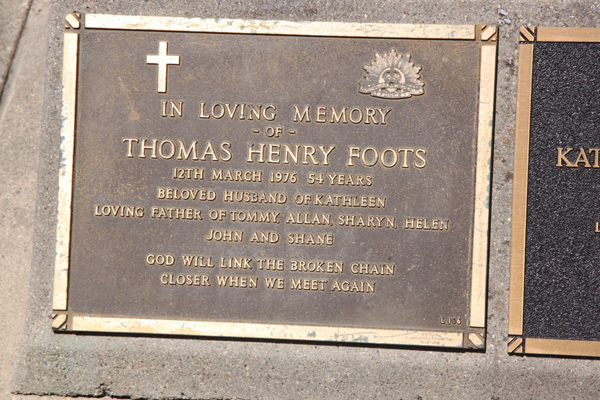 IN LOVING MEMORY
- OF -
THOMAS HENRY FOOTS
12TH MARCH 1976 54 YEARS
BELOVED HUSBAND OF KATHLEEN
LOVING FATHER OF TOMMY, ALLAN, SHARYN, HELEN
JOHN AND SHANE
GOD WILL LINK THE BROKEN CHAIN
CLOSER WHEN WE MEET AGAIN
KAT
L